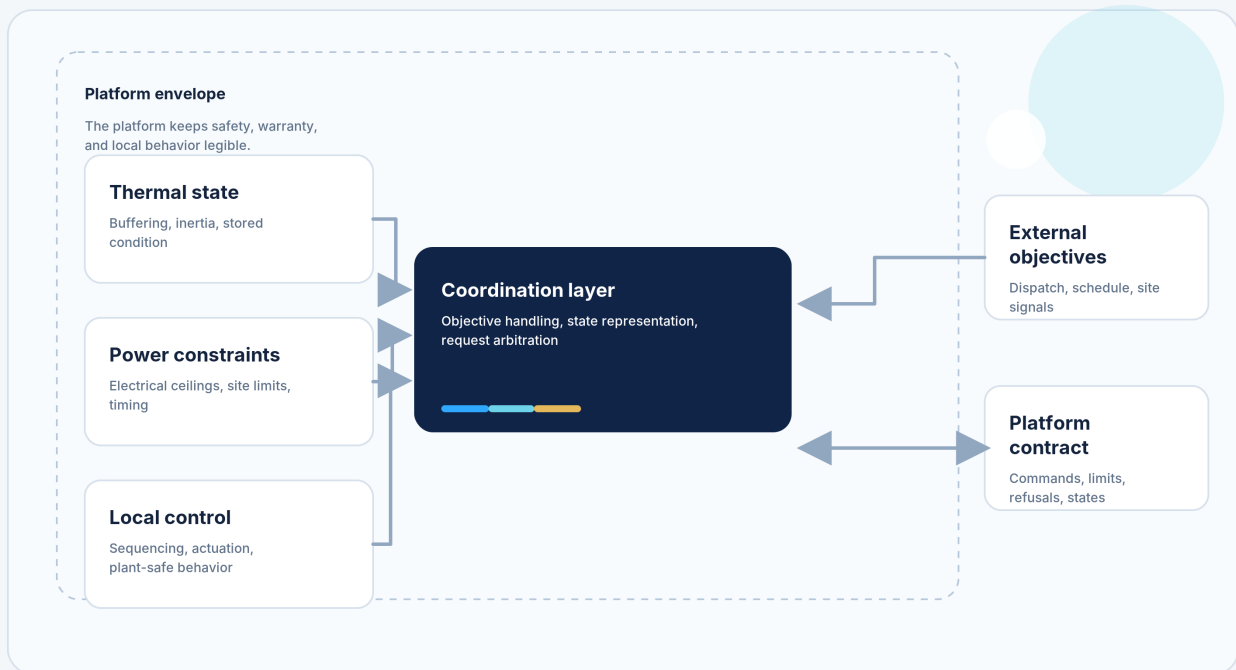 Platform envelope
The platform keeps safety, warranty,
and local behavior legible.
Thermal state
Buffering, inertia, stored
condition
Power constraints
Electrical ceilings, site limits,
timing
Local control
Sequencing, actuation,
plant-safe behavior
Coordination layer
Objective handling, state representation,
request arbitration
External
objectives
Dispatch, schedule, site
signals
Platform
contract
Commands, limits,
refusals, states